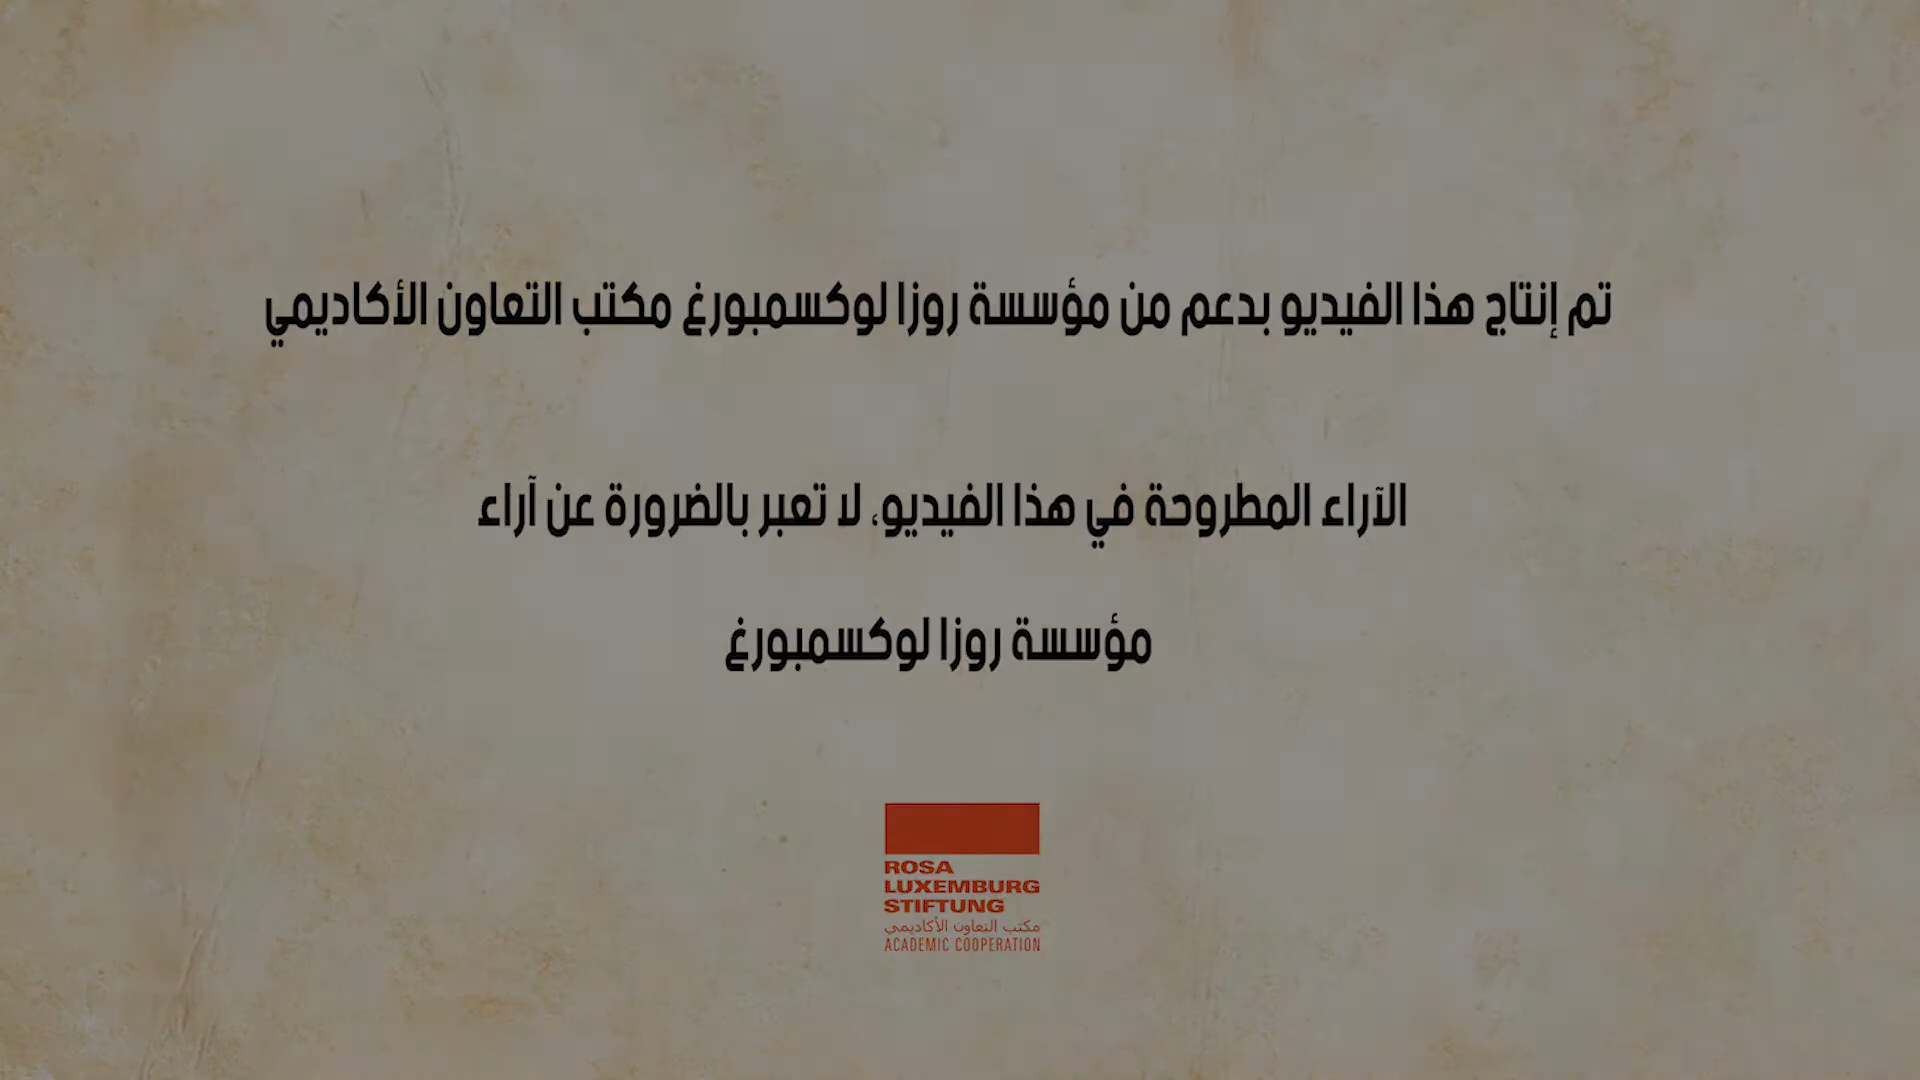 تم إنتاج هذا الفيديو بدعم من مؤسسة روزا لوكسمبورغ مكتب التعاون الأكاديمي
الآراء المطروحة في هذا الفيديو، لا تعبر بالضرورة عن آراء
مؤسسة روزا لوكسمبورغ
ROSA
LUXEMBURG
STIFTUNG
مكتب التعاون الأكاديمي
ACADEMIC COOPERATION